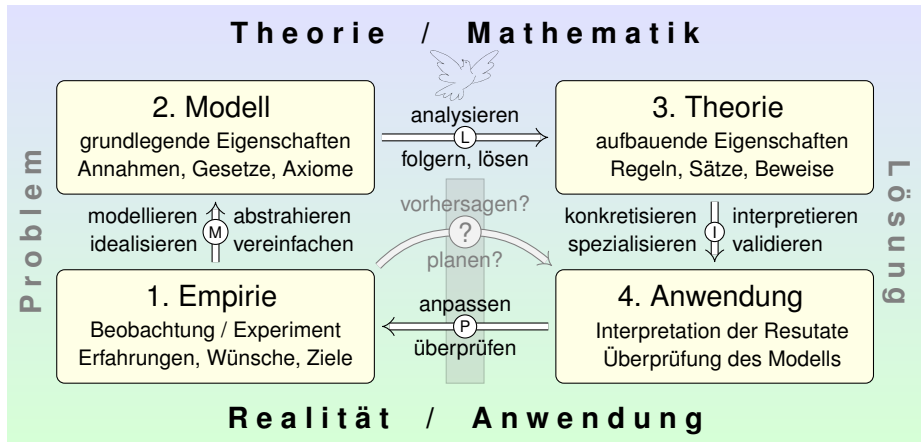 Theorie / Mathematik
2. Modell
grundlegende Eigenschaften
Annahmen, Gesetze, Axiome
analysieren
L
folgern, lösen
3. Theorie
aufbauende Eigenschaften
Regeln, Sätze, Beweise
Problem
Lösung
modellieren
idealisieren
M
abstrahieren
vereinfachen
vorhersagen?
?
planen?
konkretisieren
spezialisieren
I
interpretieren
validieren
1. Empirie
Beobachtung / Experiment
Erfahrungen, Wünsche, Ziele
anpassen
P
überprüfen
4. Anwendung
Interpretation der Resutate
Überprüfung des Modells
Realität / Anwendung